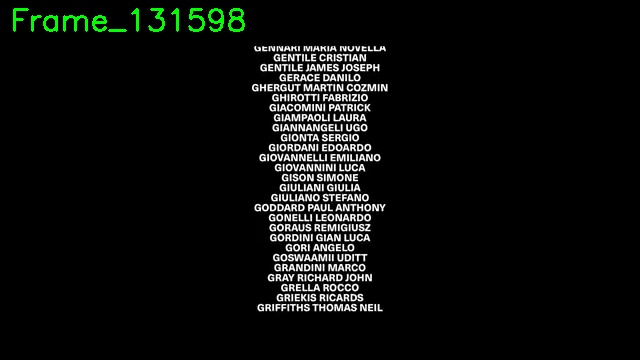 Frame_131598
GENNARI MARIA NOVELLA
GENTILE CRISTIAN
GENTILE JAMES JOSEPH
GERACE DANILO
GHERGUT MARTIN COZMIN
GHIROTTI FABRIZIO
GIACOMINI PATRICK
GIAMPAOLI LAURA
GIANNANGELI UGO
GIONTA SERGIO
GIORDANI EDOARDO
GIOVANNELLI EMILIANO
GIOVANNINI LUCA
GISON SIMONE
GIULIANI GIULIA
GIULIANO STEFANO
GODDARD PAUL ANTHONY
GONELLI LEONARDO
GORAUS REMIGIUSZ
GORDINI GIAN LUCA
GORI ANGELO
GOSWAAMII UDITT
GRANDINI MARCO
GRAY RICHARD JOHN
GRELLA ROCCO
GRIEKIS RICARDS
GRIFFITHS THOMAS NEIL